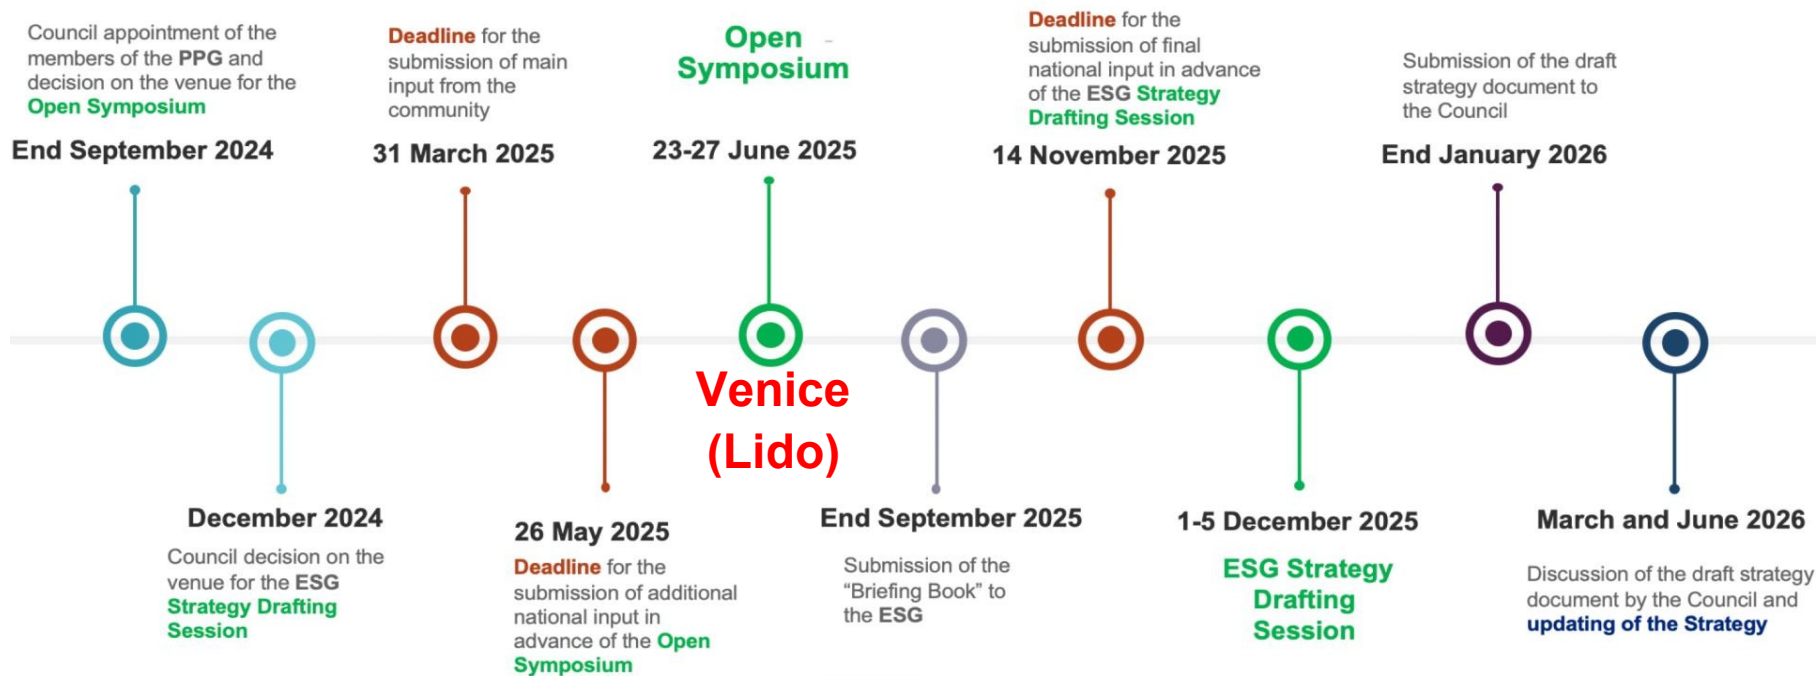 Council appointment of the
members of the PPG and
decision on the venue for the
Open Symposium
End September 2024
Deadline for the
submission of main
input from the
community
31 March 2025
Open
Symposium
23-27 June 2025
Deadline for the
submission of final
national input in advance
of the ESG Strategy
Drafting Session
14 November 2025
Submission of the draft
strategy document to
the Council
End January 2026
Venice
(Lido)
December 2024
Council decision on the
venue for the ESG
Strategy Drafting
Session
26 May 2025
Deadline for the
submission of additional
national input in
advance of the Open
Symposium
End September 2025
Submission of the
“Briefing Book” to
the ESG
1-5 December 2025
ESG Strategy
Drafting
Session
March and June 2026
Discussion of the draft strategy
document by the Council and
updating of the Strategy